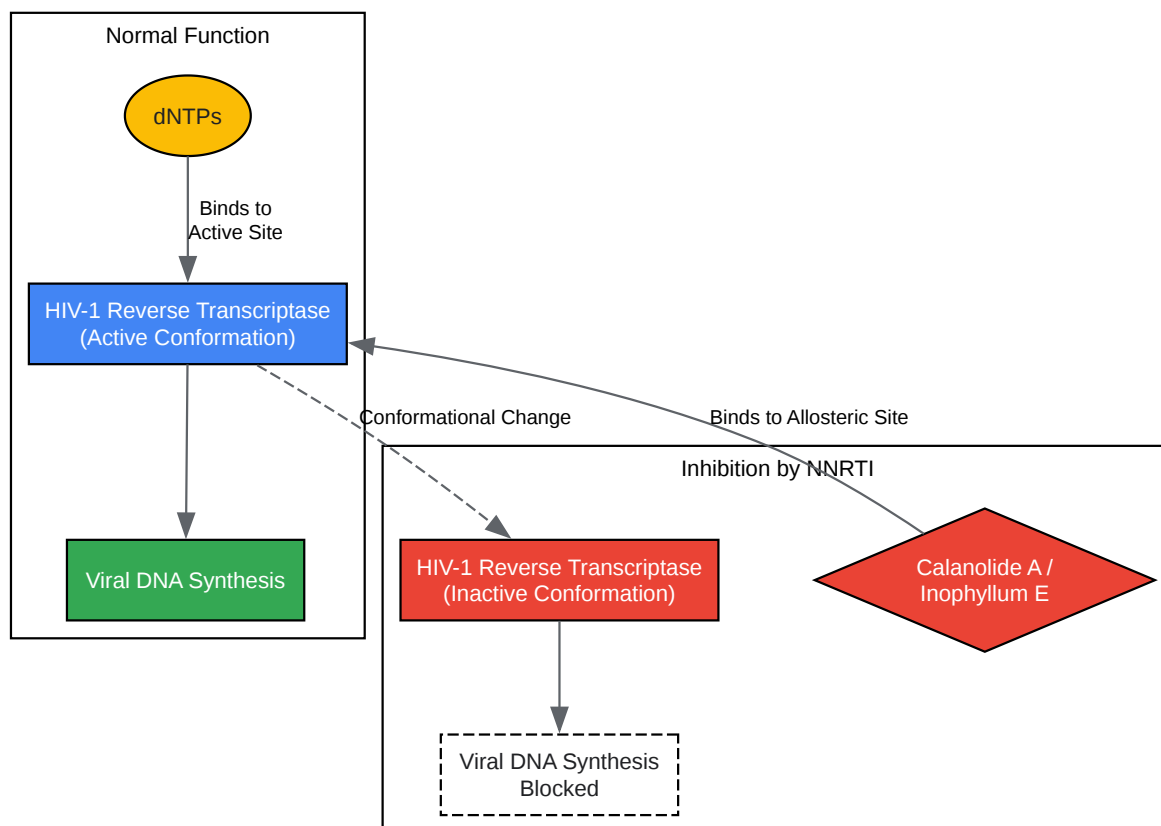 Normal Function
dNTPs
Binds to
Active Site
HIV-1 Reverse Transcriptase
(Active Conformation)
Conformational Change
Binds to Allosteric Site
Inhibition by NNRTI
Viral DNA Synthesis
HIV-1 Reverse Transcriptase
(Inactive Conformation)
Calanolide A /
Inophyllum E
Viral DNA Synthesis
Blocked